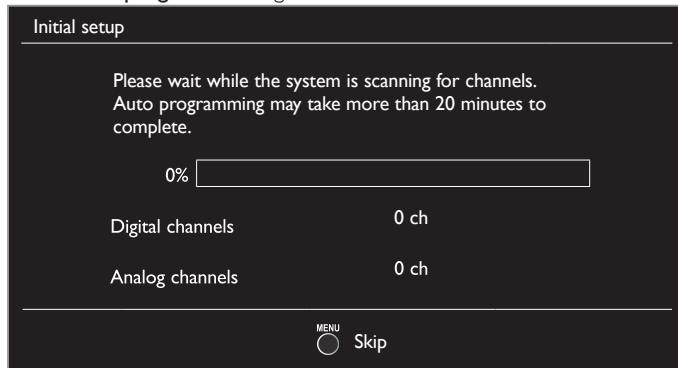 Initial setup
Please wait while the system is scanning for channels.
Auto programming may take more than 20 minutes to
complete.
0%
Digital channels 0 ch
Analog channels 0 ch
MENU Skip